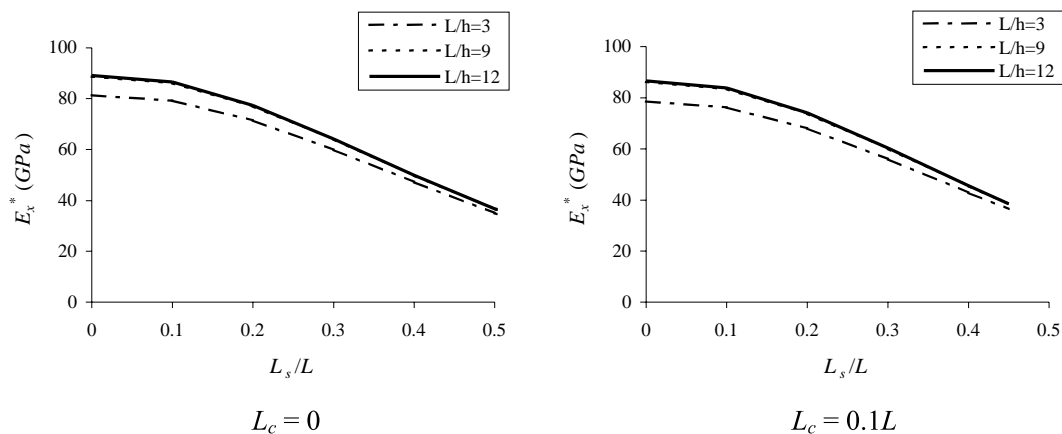 L/h=3
L/h=9
L/h=12
100
80
60
40
20
0
E_x^* (GPa)
0 0.1 0.2 0.3 0.4 0.5
L_s/L
L_c = 0
L/h=3
L/h=9
L/h=12
100
80
60
40
20
0
E_x^* (GPa)
0 0.1 0.2 0.3 0.4 0.5
L_s/L
L_c = 0.1L